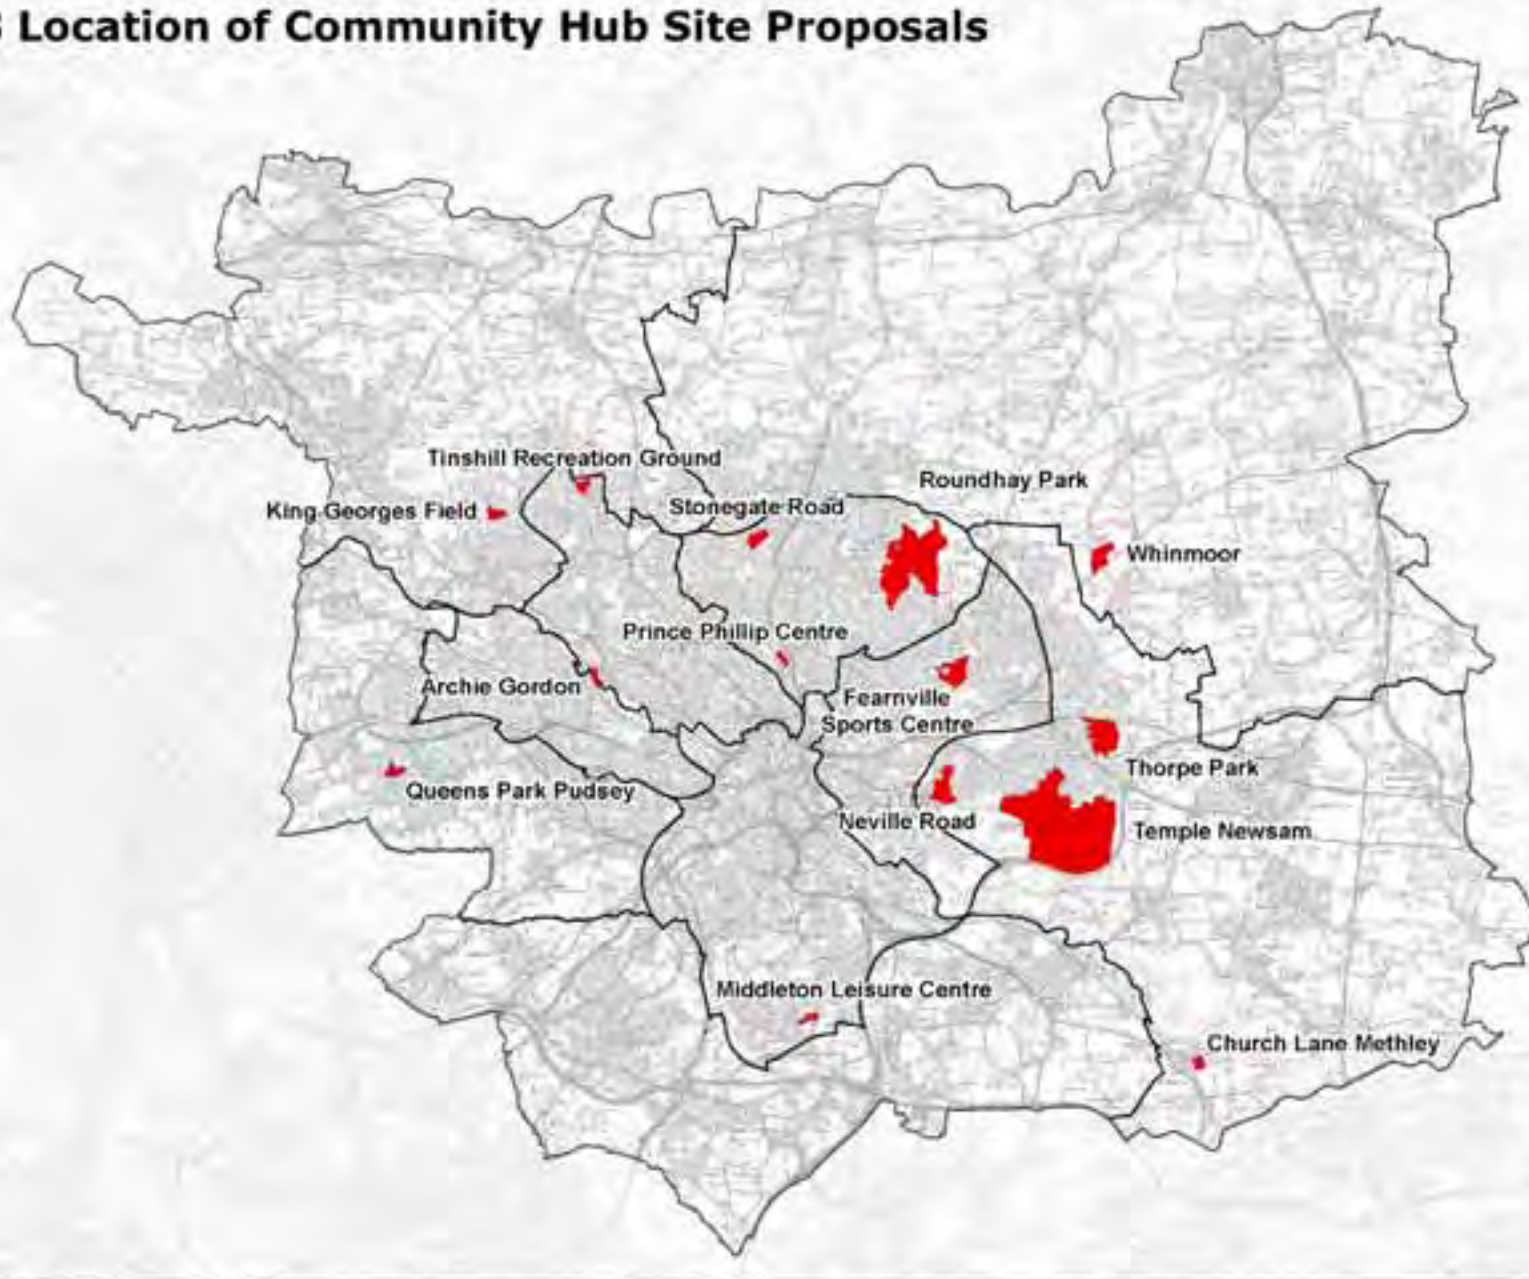 Location of Community Hub Site Proposals
Tinshill Recreation Ground
Roundhay Park
King Georges Field
Stonegate Road
Whinmoor
Prince Phillip Centre
Archie Gordon
Fearnville
Sports Centre
Thorpe Park
Queens Park Pudsey
Neville Road
Temple Newsam
Middleton Leisure Centre
Church Lane Methley